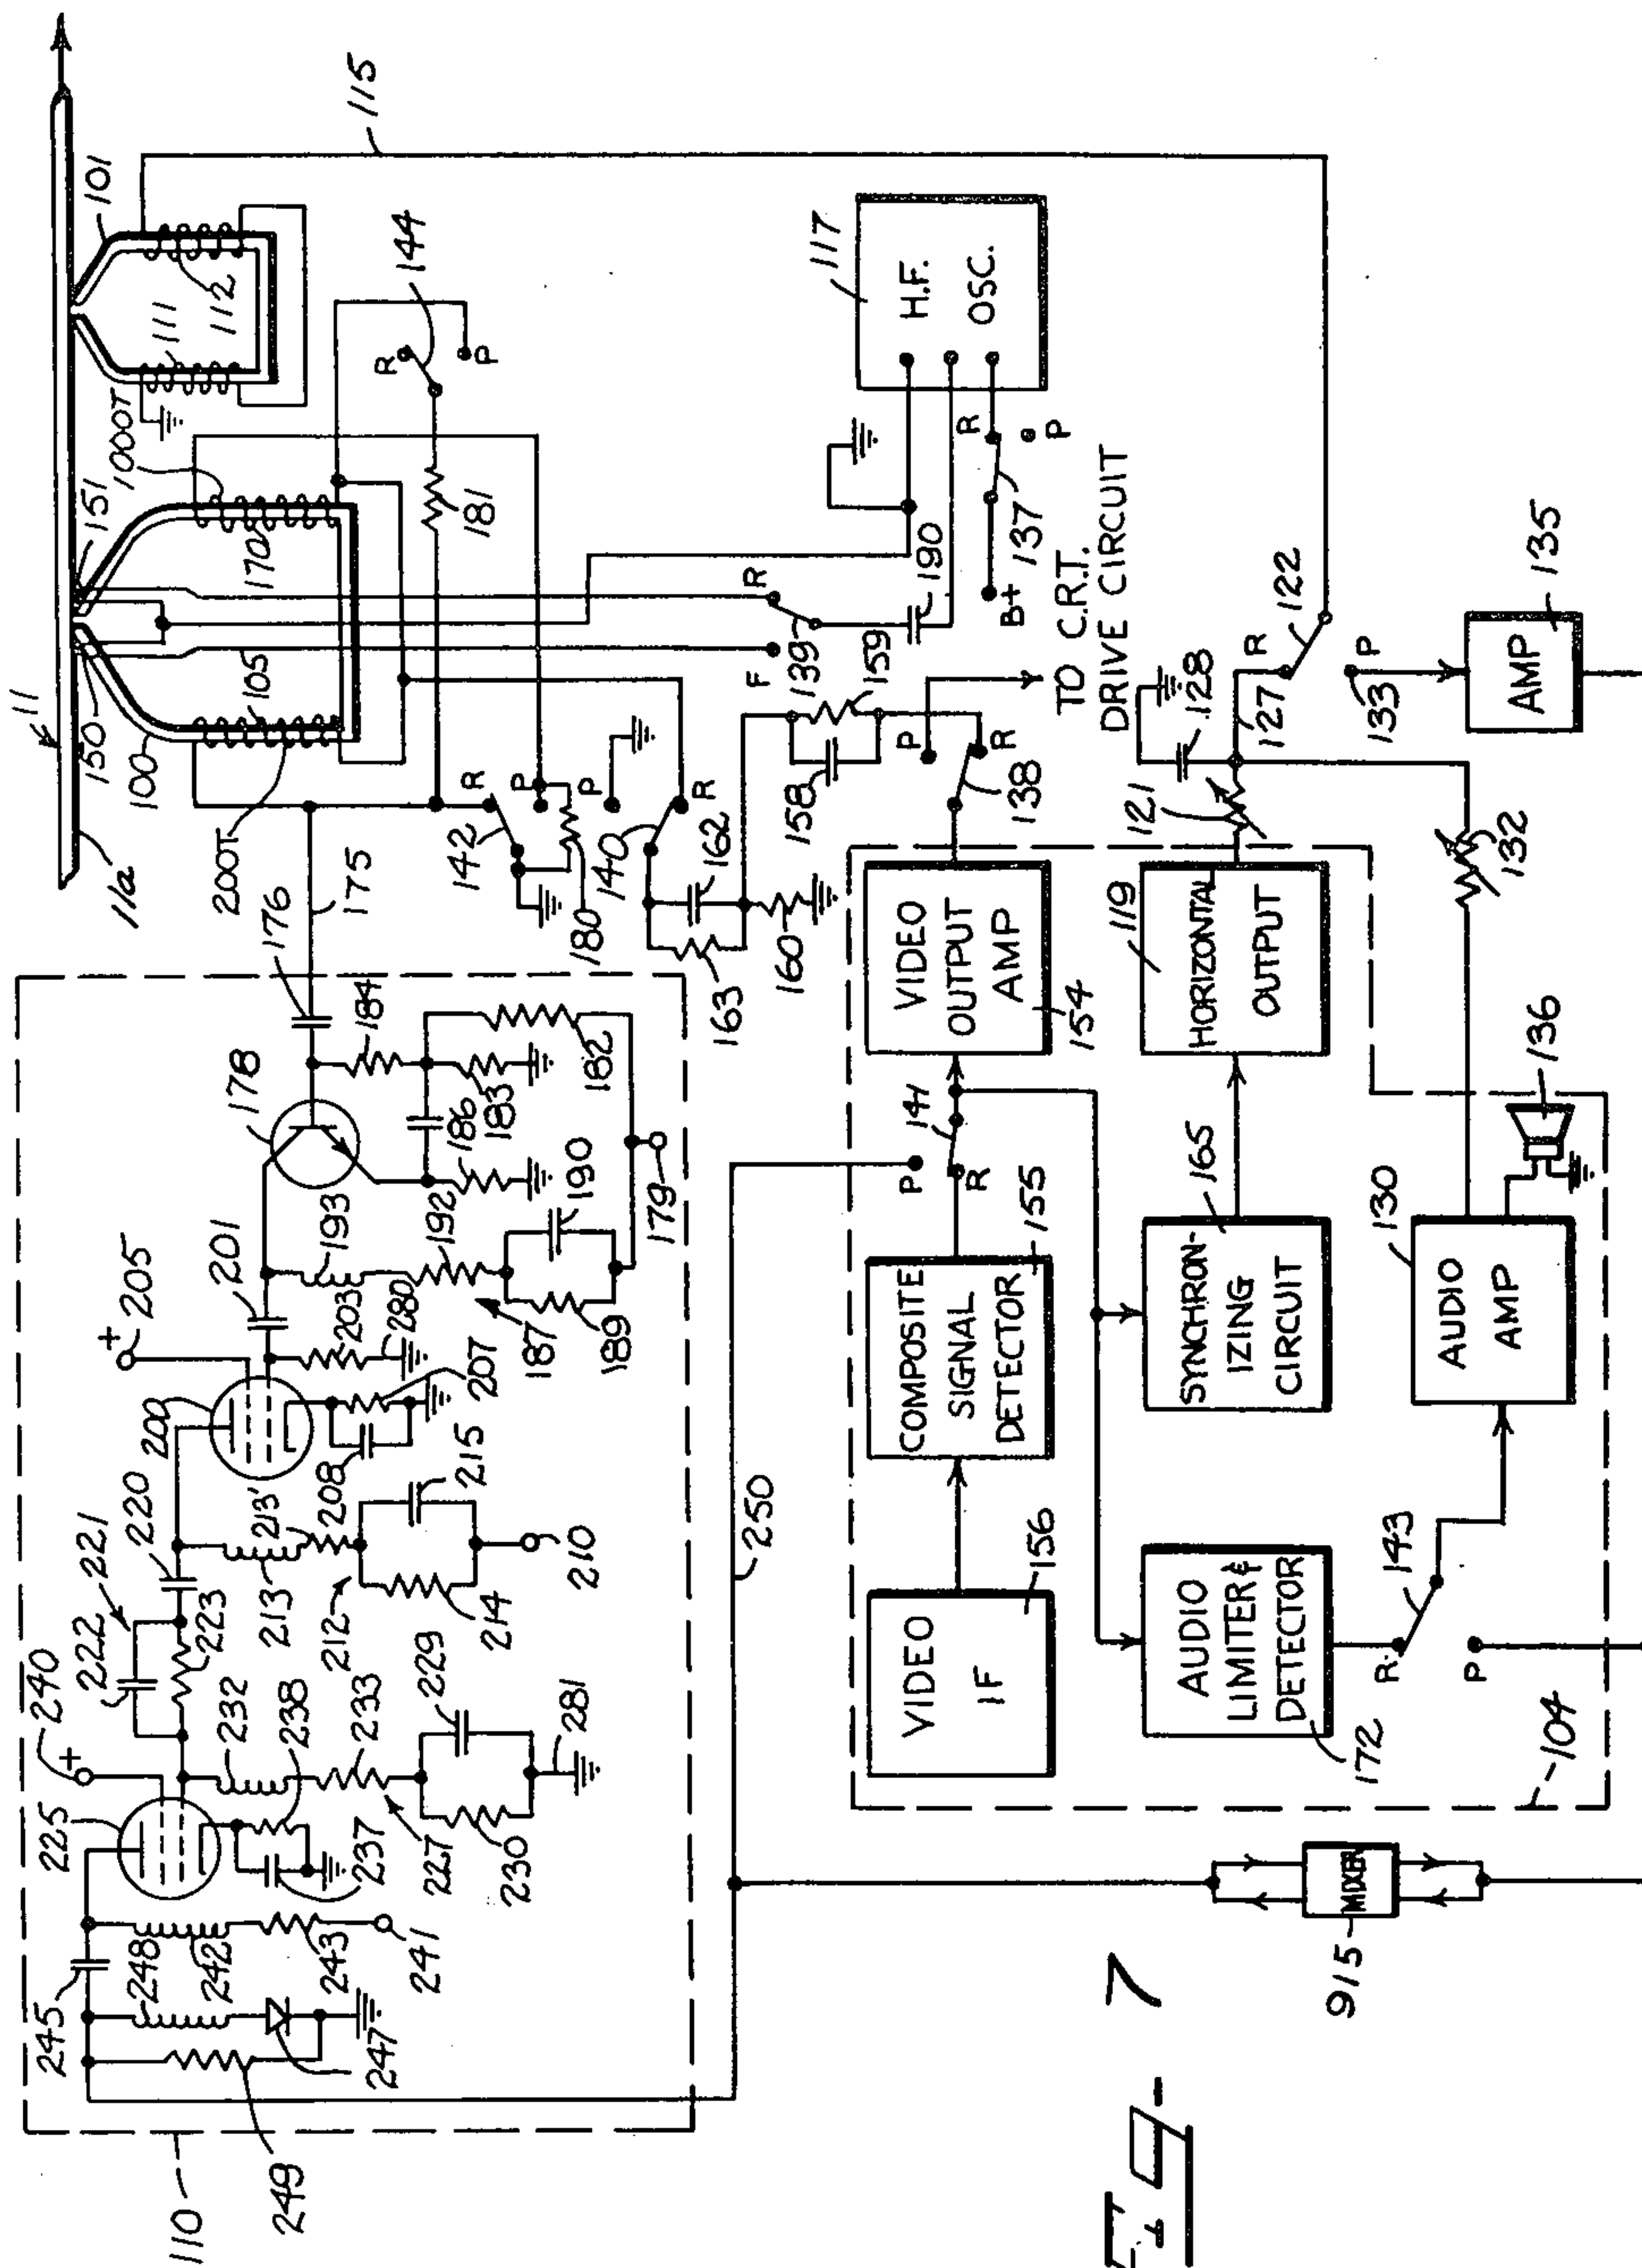 11
11a
150
151
100
200T
105
170
1000T
111
112
101
115
144
R
P
181
175
176
142
R
P
180
P
140
R
162
163
160
F
139
R
159
158
190
117
H.F.
OSC.
R
P
137
B+
TO C.R.T.
DRIVE CIRCUIT
P
R
138
110
178
184
186
183
182
179
192
190
189
187
193
201
203
280
205
200
207
208
215
210
214
212
213
213'
220
221
222
223
240
225
232
238
233
229
281
237
227
230
245
248
242
243
241
247
249
250
VIDEO
OUTPUT
AMP
154
141
P
R
COMPOSITE
SIGNAL
DETECTOR
155
VIDEO
IF
156
119
HORIZONTAL
OUTPUT
121
128
127
R
122
133
P
AMP
135
132
165
SYNCHRON-
IZING
CIRCUIT
AUDIO
LIMITER &
DETECTOR
172
R
143
P
130
AUDIO
AMP
136
104
MIXER
915
Fig-7